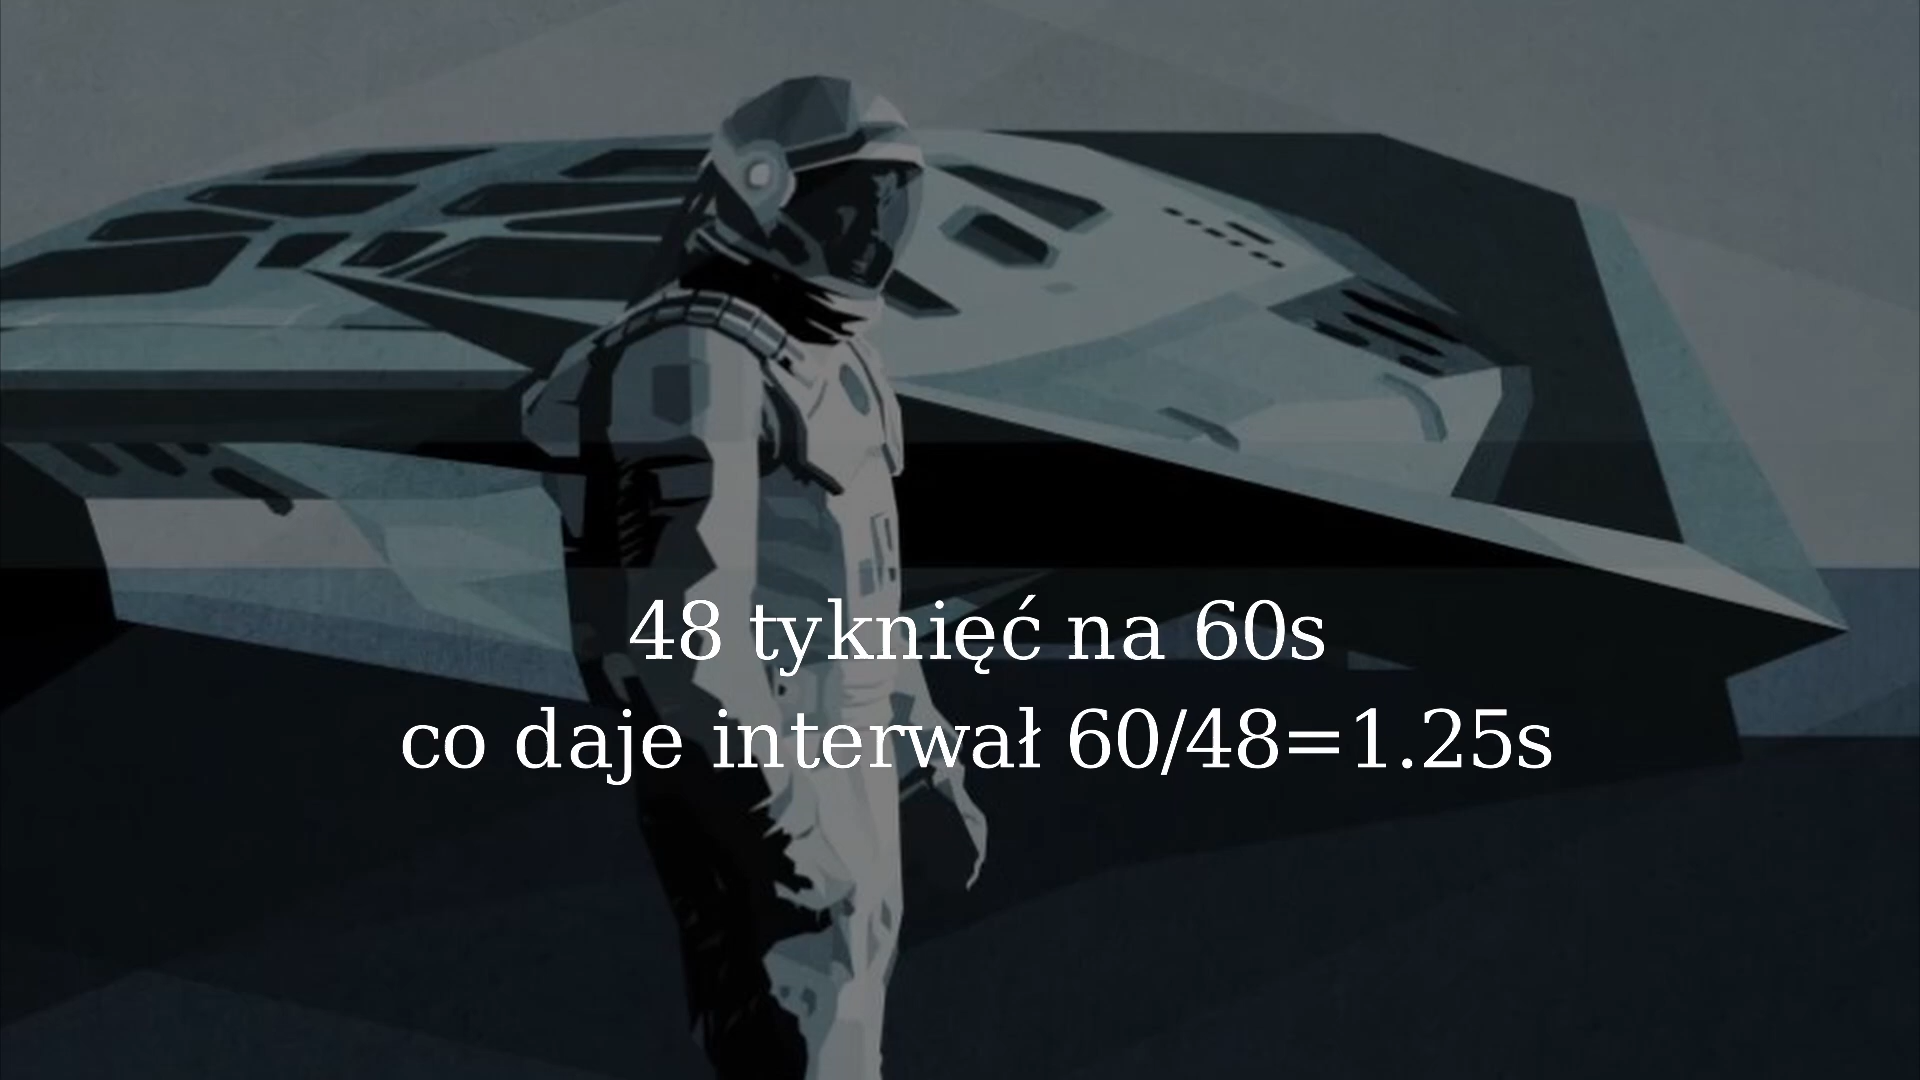 48 tyknięć na 60s
co daje interwał 60/48=1.25s